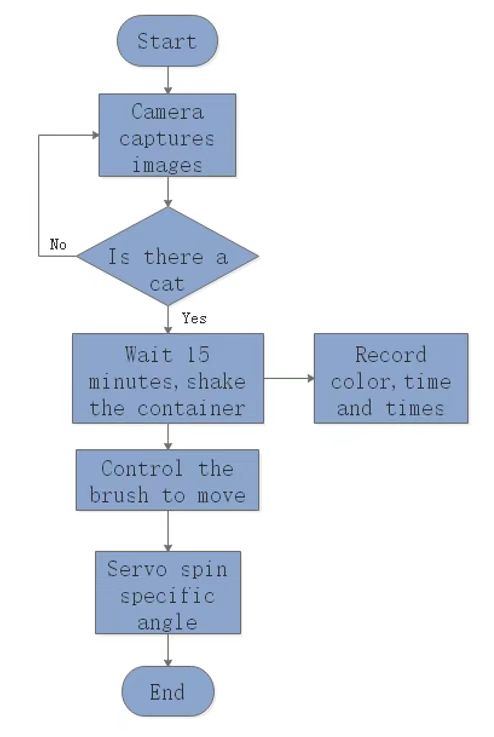 Start
Camera
captures
images
No
Is there a
cat
Yes
Wait 15
minutes, shake
the container
Record
color, time
and times
Control the
brush to move
Servo spin
specific
angle
End